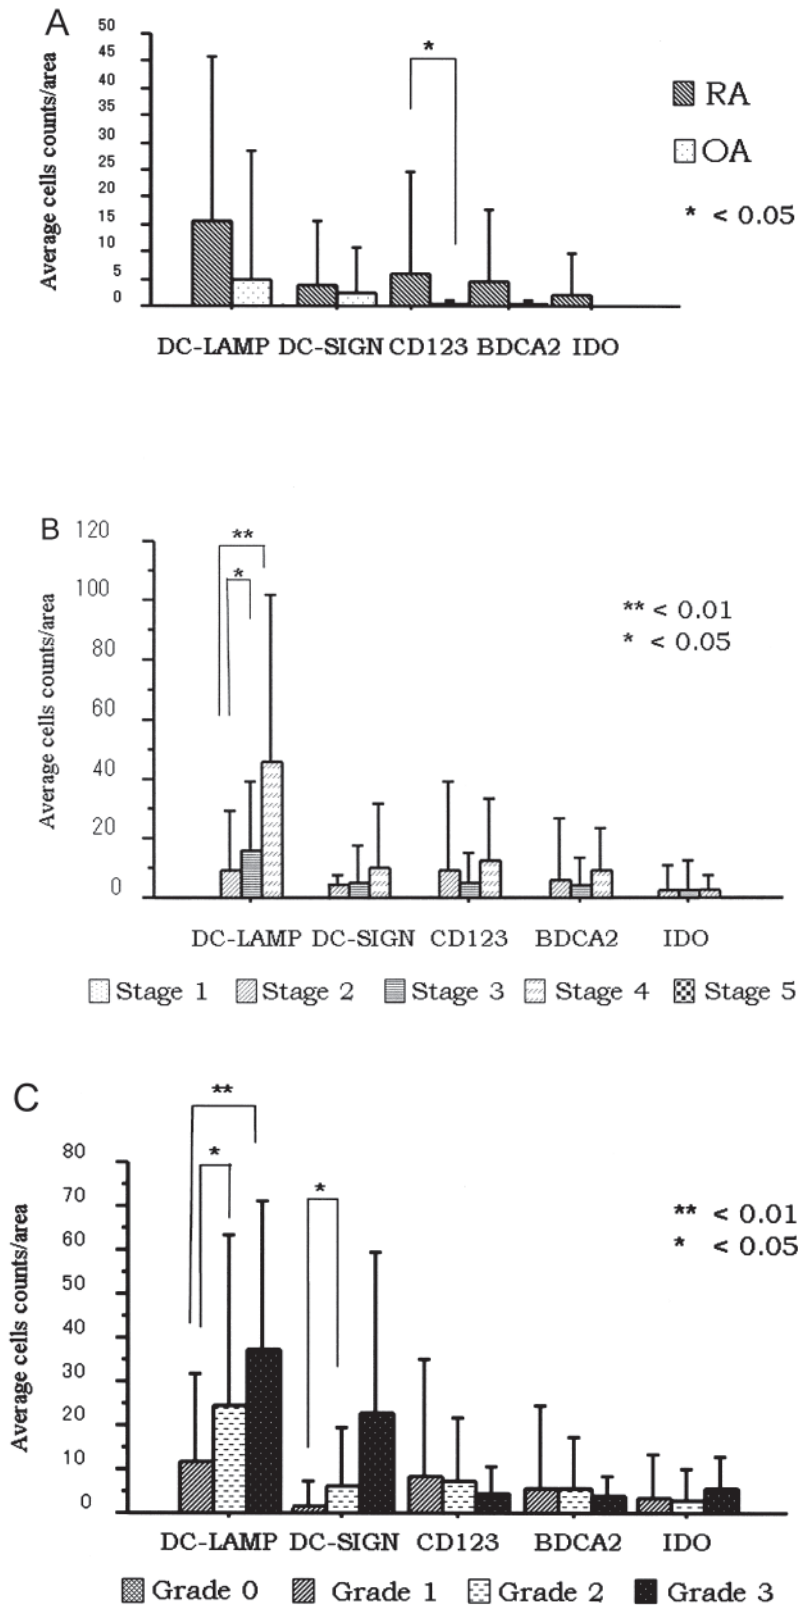 A
Average cells counts/area
50
45
40
35
30
25
20
15
10
5
0
*
RA
OA
* < 0.05
DC-LAMP DC-SIGN CD123 BDCA2 IDO
B
Average cells counts/area
120
100
80
60
40
20
0
**
*
** < 0.01
* < 0.05
DC-LAMP DC-SIGN CD123 BDCA2 IDO
Stage 1 Stage 2 Stage 3 Stage 4 Stage 5
C
Average cells counts/area
80
70
60
50
40
30
20
10
0
**
*
*
** < 0.01
* < 0.05
DC-LAMP DC-SIGN CD123 BDCA2 IDO
Grade 0 Grade 1 Grade 2 Grade 3